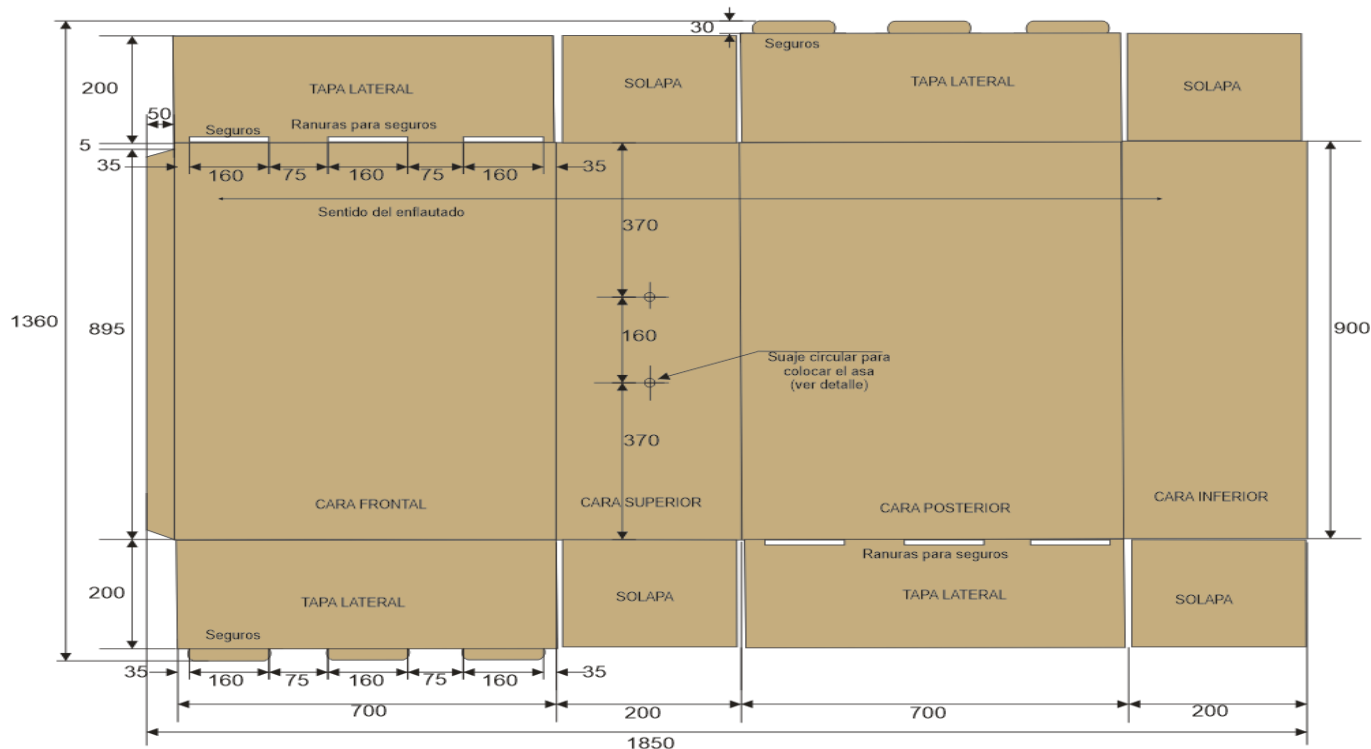 30
Seguros
200
TAPA LATERAL
SOLAPA
TAPA LATERAL
SOLAPA
50
Seguros
Ranuras para seguros
5
35
160
75
160
75
160
35
Sentido del enflautado
370
1360
895
160
900
Suaje circular para
colocar el asa
(ver detalle)
370
CARA FRONTAL
CARA SUPERIOR
CARA POSTERIOR
CARA INFERIOR
Ranuras para seguros
200
TAPA LATERAL
SOLAPA
TAPA LATERAL
SOLAPA
Seguros
35
160
75
160
75
160
35
700
200
700
200
1850